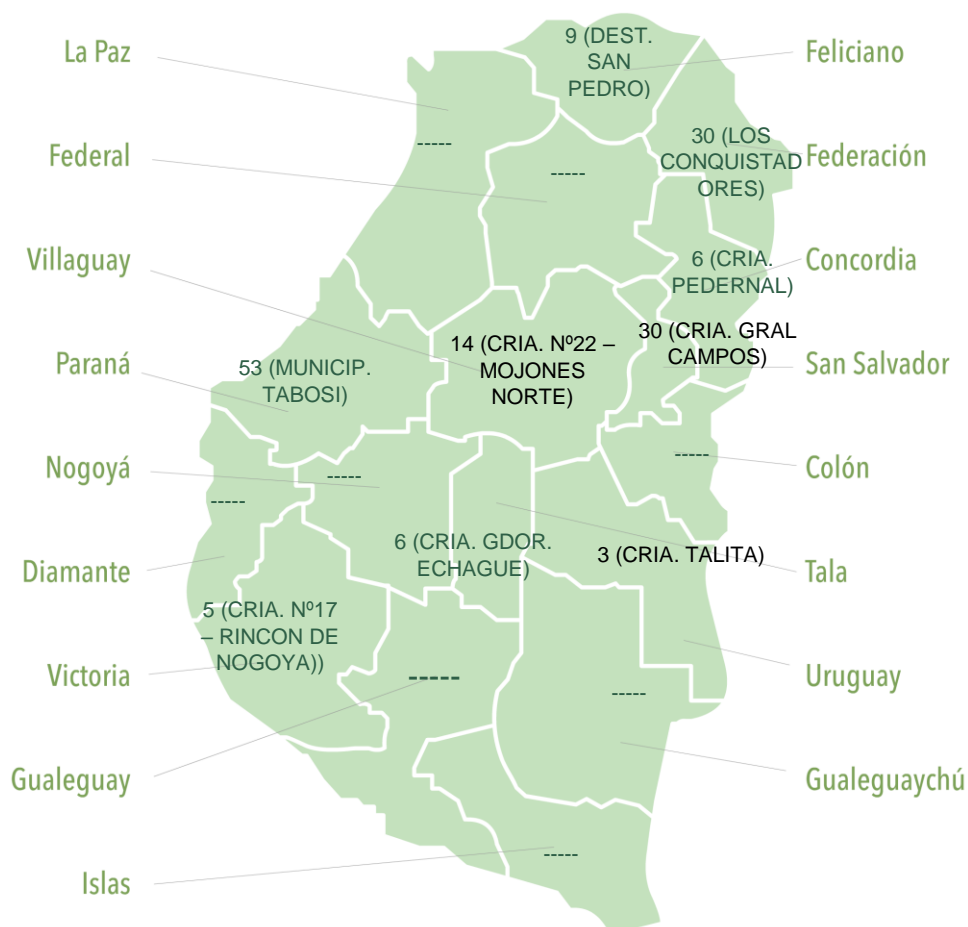 La Paz
9 (DEST.
SAN
PEDRO)
Feliciano
-----
Federal
-----
30 (LOS
CONQUISTAD
ORES)
Federación
Villaguay
6 (CRIA.
PEDERNAL)
Concordia
Paraná
53 (MUNICIP.
TABOSI)
14 (CRIA. Nº22 –
MOJONES
NORTE)
30 (CRIA. GRAL
CAMPOS)
San Salvador
Nogoyá
-----
-----
-----
Colón
Diamante
6 (CRIA. GDOR.
ECHAGUE)
3 (CRIA. TALITA)
Tala
5 (CRIA. Nº17
– RINCON DE
NOGOYA))
Victoria
-----
-----
Uruguay
Gualeguay
Gualeguaychú
Islas
-----